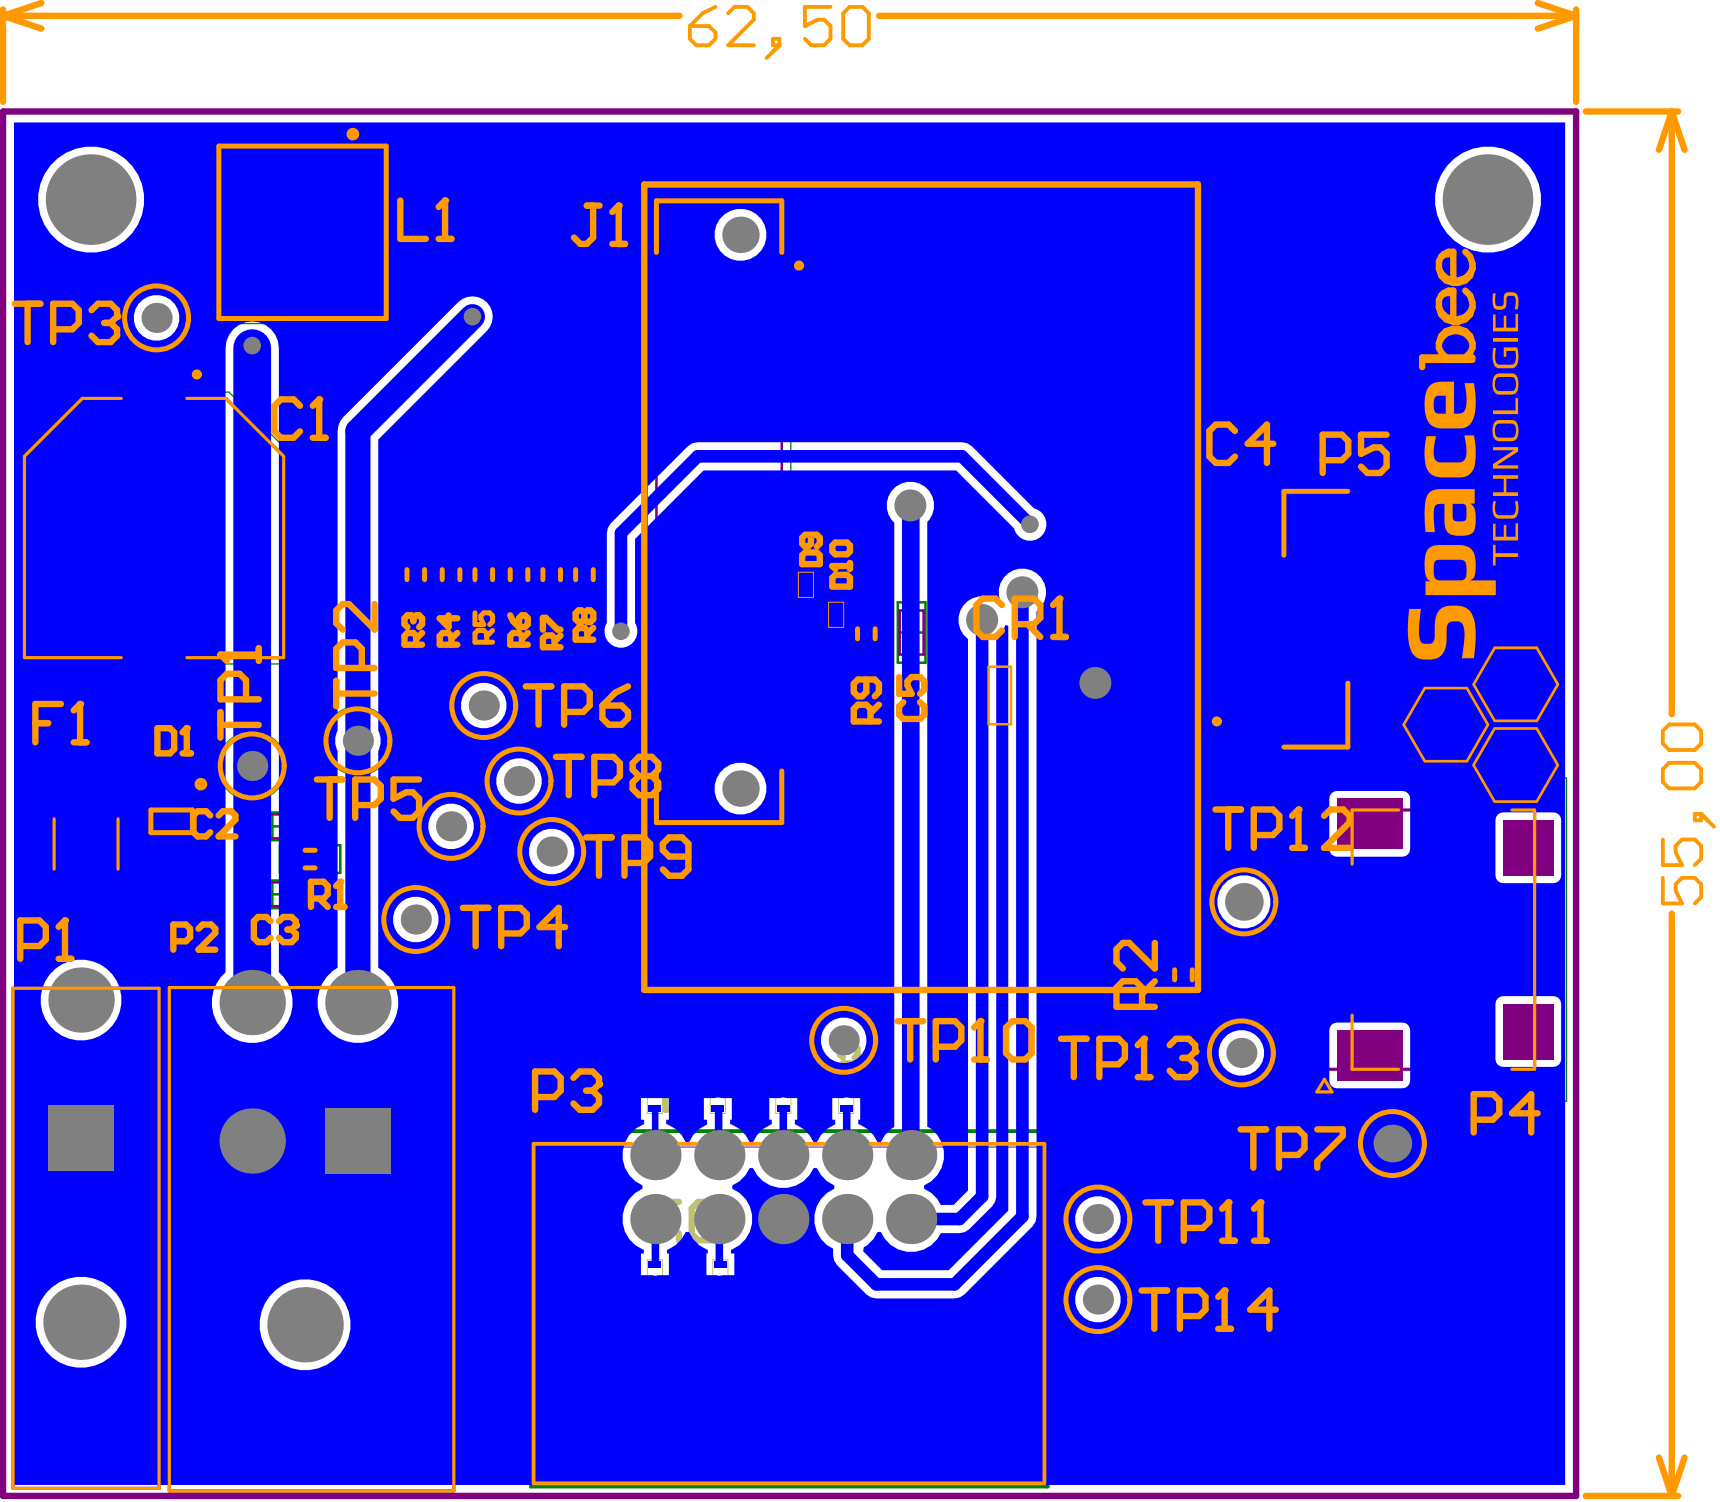 62,50
L1
J1
TP3
Spacebee
TECHNOLOGIES
C1
C4
P5
D9
D10
R3
R4
R5
R6
R7
R8
CR1
TP1
TP2
R9
C5
TP6
F1
D1
TP8
TP5
55,00
C2
TP12
TP9
R1
P2
C3
TP4
P1
R2
TP10
TP13
P3
P4
TP7
TP11
TP14